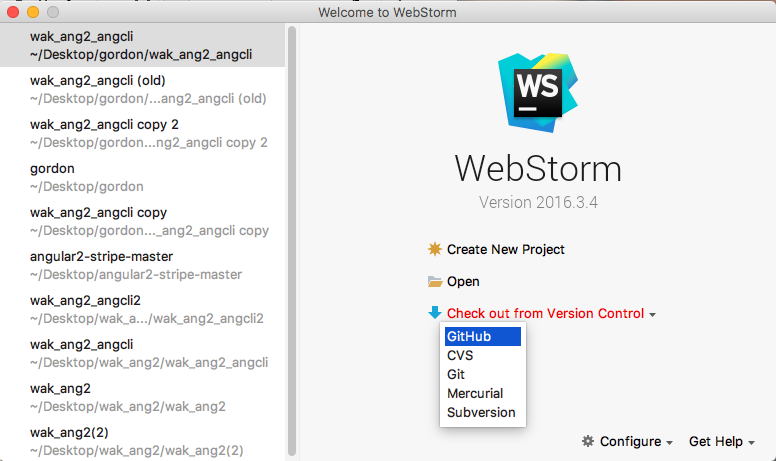 Welcome to WebStorm
wak_ang2_angcli
~/Desktop/gordon/wak_ang2_angcli
wak_ang2_angcli (old)
~/Desktop/gordon/...ang2_angcli (old)
wak_ang2_angcli copy 2
~/Desktop/gordon...ng2_angcli copy 2
gordon
~/Desktop/gordon
wak_ang2_angcli copy
~/Desktop/gordon..._ang2_angcli copy
angular2-stripe-master
~/Desktop/angular2-stripe-master
wak_ang2_angcli2
~/Desktop/wak_a.../wak_ang2_angcli2
wak_ang2_angcli
~/Desktop/wak_ang2/wak_ang2_angcli
wak_ang2
~/Desktop/wak_ang2/wak_ang2
wak_ang2(2)
~/Desktop/wak_ang2/wak_ang2(2)
WS
WebStorm
Version 2016.3.4
Create New Project
Open
Check out from Version Control
GitHub
CVS
Git
Mercurial
Subversion
Configure
Get Help